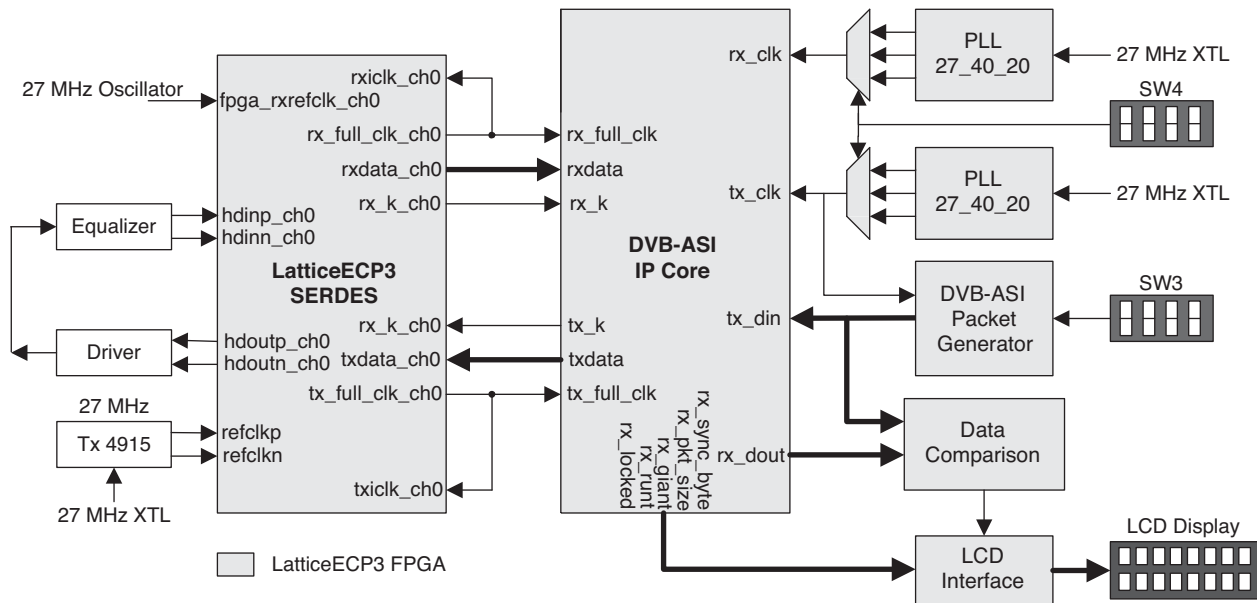 27 MHz Oscillator
rxiclk_ch0
fpga_rxrefclk_ch0
rx_full_clk_ch0
rxdata_ch0
rx_k_ch0
Equalizer
hdinp_ch0
hdinn_ch0
LatticeECP3
SERDES
rx_k_ch0
Driver
hdoutp_ch0
hdoutn_ch0
txdata_ch0
tx_full_clk_ch0
27 MHz
Tx 4915
refclkp
refclkn
txiclk_ch0
27 MHz XTL
LatticeECP3 FPGA
rx_clk
rx_full_clk
rxdata
rx_k
tx_clk
DVB-ASI
IP Core
tx_k
tx_din
txdata
tx_full_clk
rx_locked
rx_runt
rx_giant
rx_pkt_size
rx_sync_byte
rx_dout
PLL
27_40_20
27 MHz XTL
SW4
PLL
27_40_20
27 MHz XTL
DVB-ASI
Packet
Generator
SW3
Data
Comparison
LCD
Interface
LCD Display